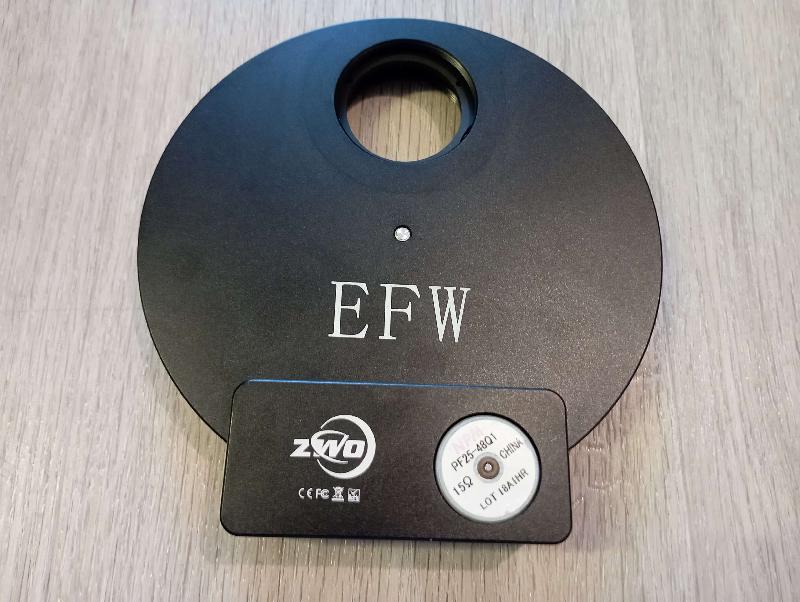 EFW
ZWO
CE FC
NPM
PF25-48Q1
CHINA
15Ω
LOT 18A1HR